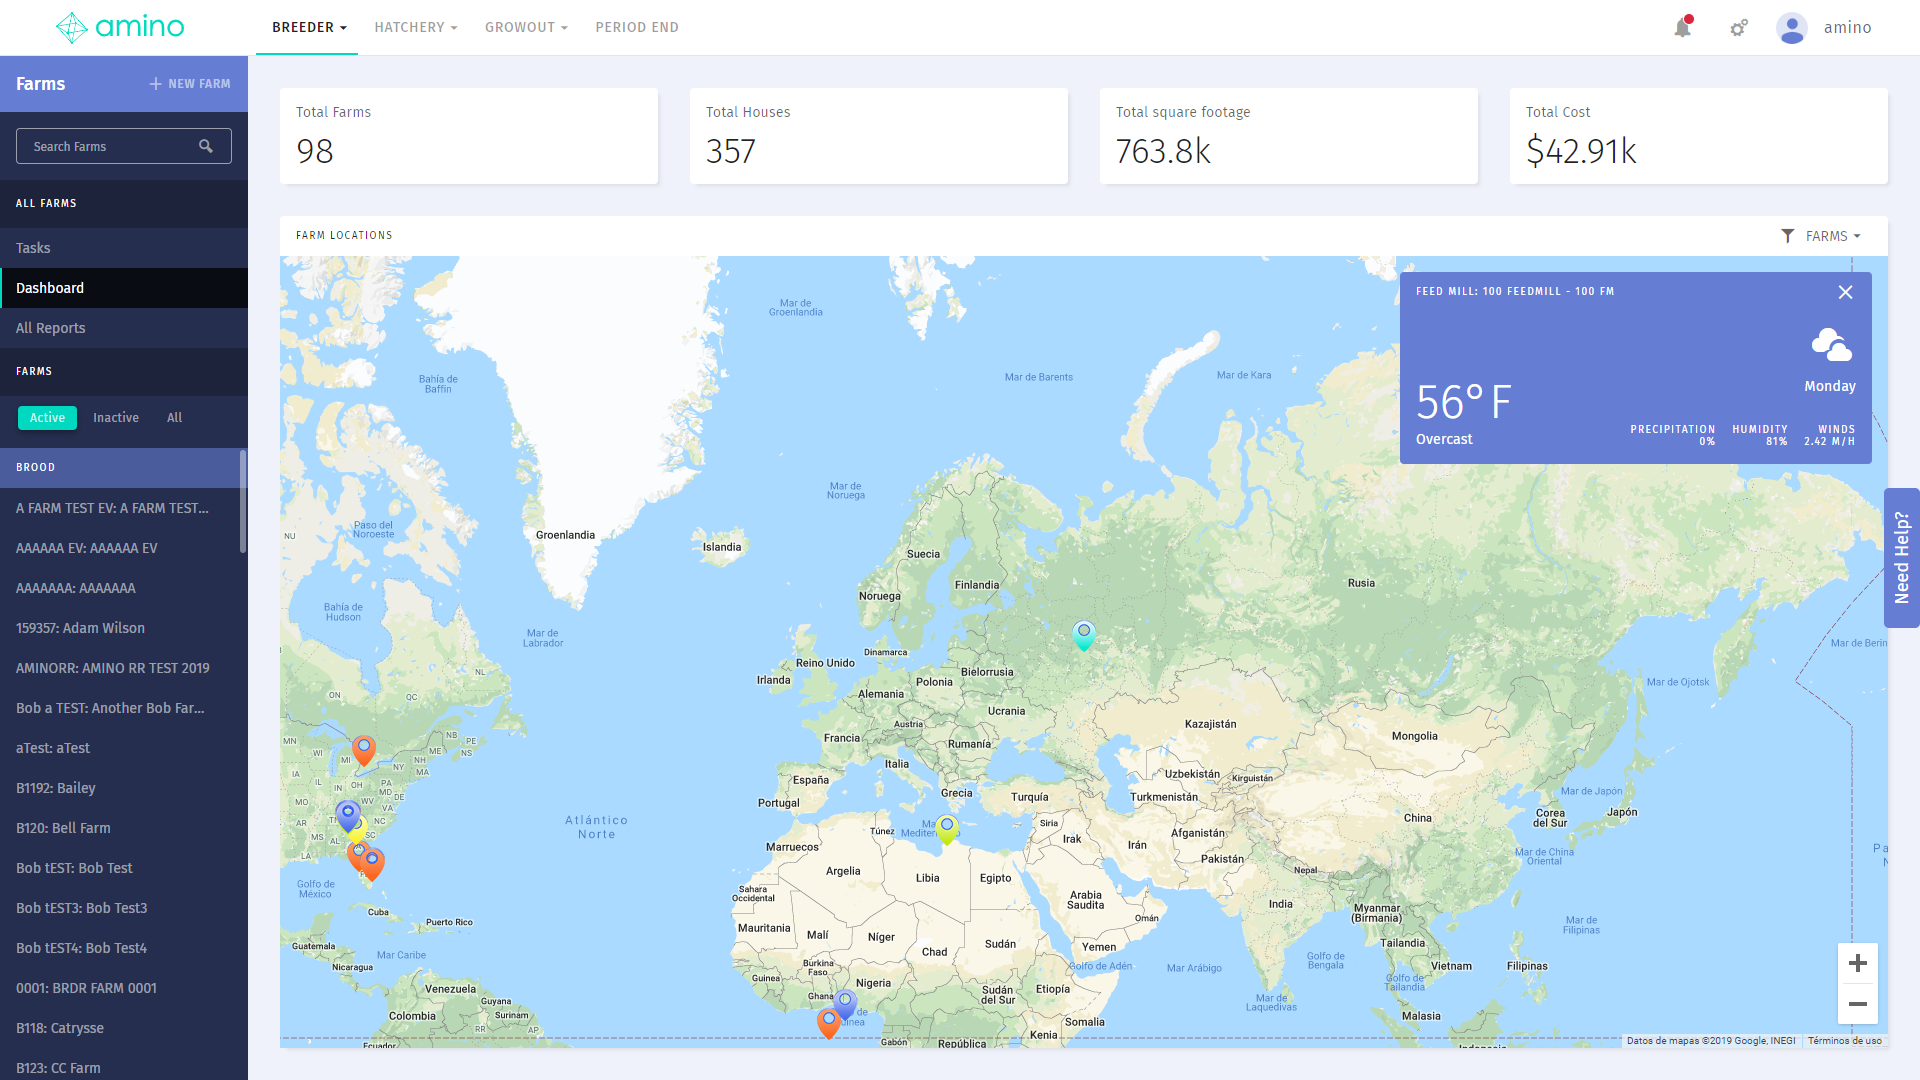 amino
BREEDER
HATCHERY
GROWOUT
PERIOD END
amino
Farms
NEW FARM
Search Farms
ALL FARMS
Tasks
Dashboard
All Reports
FARMS
Active
Inactive
All
BROOD
A FARM TEST EV: A FARM TEST...
AAAAAA EV: AAAAAA EV
AAAAAAA: AAAAAAA
159357: Adam Wilson
AMINORR: AMINO RR TEST 2019
Bob a TEST: Another Bob Far...
aTest: aTest
B1192: Bailey
B120: Bell Farm
Bob tEST: Bob Test
Bob tEST3: Bob Test3
Bob tEST4: Bob Test4
0001: BRDR FARM 0001
B118: Catrysse
B123: CC Farm
Total Farms
98
Total Houses
357
Total square footage
763.8k
Total Cost
$42.91k
FARM LOCATIONS
FARMS
FEED MILL: 100 FEEDMILL - 100 FM
56° F
Overcast
Monday
PRECIPITATION
0%
HUMIDITY
81%
WINDS
2.42 M/H
Need Help?
Mar de
Groenlandia
Bahía de
Baffin
Mar de Barents
Mar de Kara
Mar de
Noruega
Paso del
Noroeste
NU
Groenlandia
Islandia
Suecia
Finlandia
Noruega
Rusia
Bahía de
Hudson
Mar de
Labrador
Dinamarca
Reino Unido
Irlanda
Bielorrusia
Polonia
Alemania
Mar de Berin
Mar de Ojotsk
NL
ON
QC
Ucrania
Austria
Francia
Rumanía
Kazajistán
Mongolia
MN
WI
MI
NB
PE
ME
NS
NY
NH
MA
Italia
España
Portugal
Grecia
Turquía
Uzbekistán
Kirguistán
Turkmenistán
IA
IL
IN
OH
PA
MD
DE
MO
WV
VA
NC
TN
AR
MS
AL
SC
LA
Mar de Japón
Corea
del Sur
Japón
China
Atlántico
Norte
Túnez
Siria
Irak
Irán
Afganistán
Pakistán
Nepal
Marruecos
Argelia
Libia
Egipto
Mar de China
Oriental
Golfo de
México
Sahara
Occidental
Arabia
Saudita
Omán
India
Myanmar
(Birmania)
Cuba
Puerto Rico
Mauritania
Malí
Níger
Chad
Sudán
Yemen
Mar de
Filipinas
Guatemala
Nicaragua
Mar Caribe
Burkina
Faso
Guinea
Ghana
Nigeria
Golfo de Adén
Mar Arábigo
Golfo de
Bengala
Tailandia
Golfo de
Tailandia
Vietnam
Filipinas
Venezuela
Guyana
Surinam
Colombia
RR
AP
Sudán
del Sur
Etiopía
Somalia
Mar de
Laquedivas
Malasia
Ecuador
Gabón
República
Kenia
Indonesia
Datos de mapas ©2019 Google, INEGI
Términos de uso